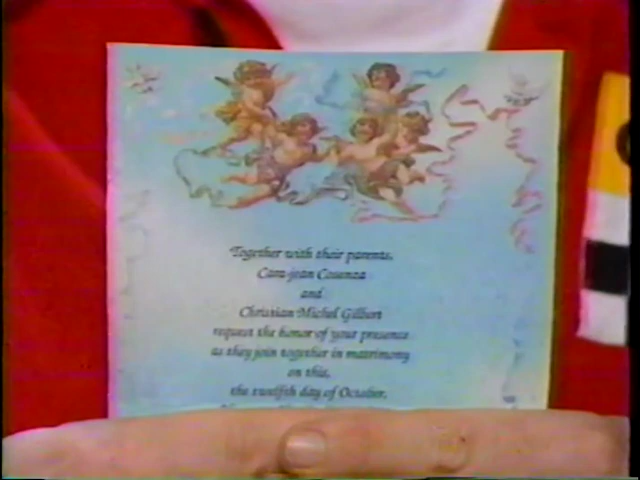 Together with their parents,
Cara-jean Cosenza
and
Christian Michel Gilbert
request the honor of your presence
as they join together in matrimony
on this,
the twelfth day of October,